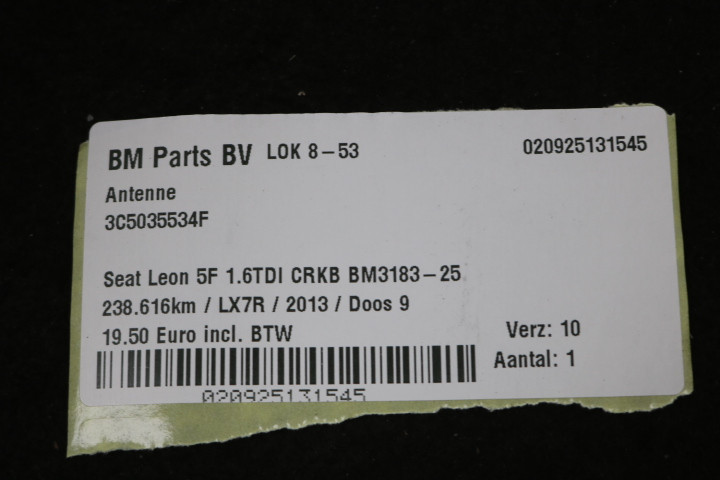 BM Parts BV LOK 8-53 020925131545
Antenne
3C5035534F
Seat Leon 5F 1.6TDI CRKB BM3183-25
238.616km / LX7R / 2013 / Doos 9
19.50 Euro incl. BTW Verz: 10
Aantal: 1
020925131545